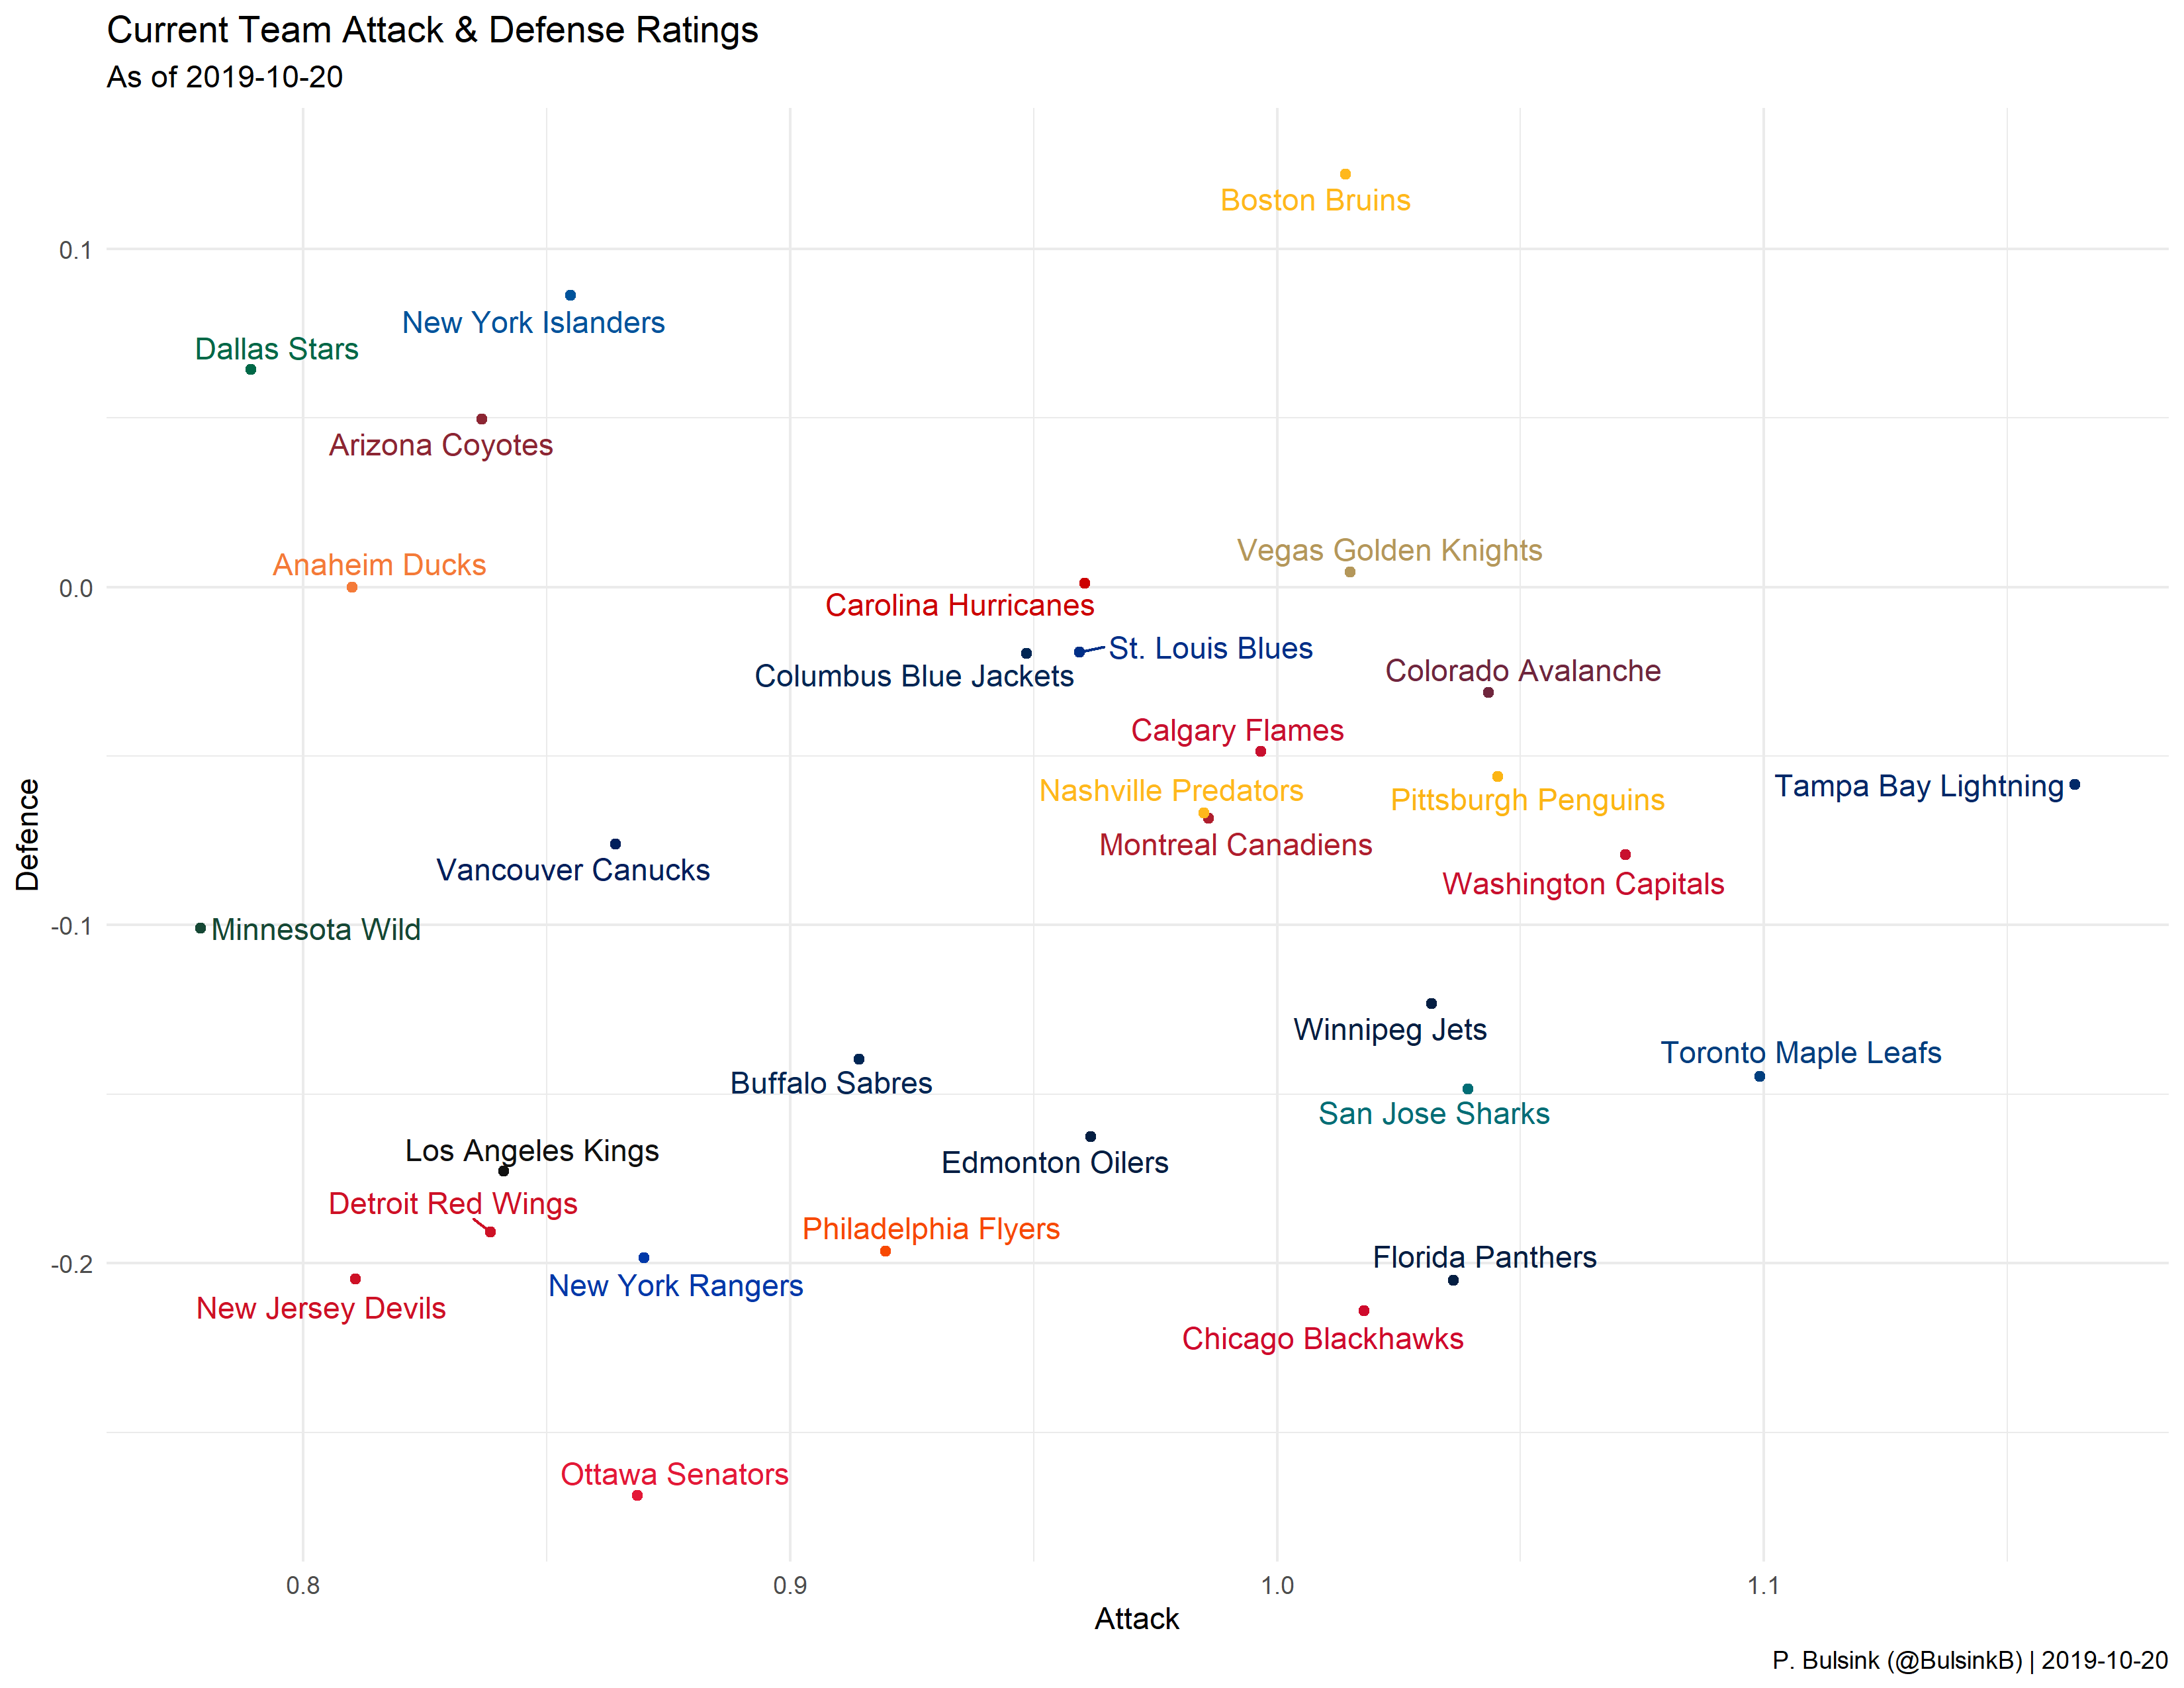 Current Team Attack & Defense Ratings
As of 2019-10-20
Boston Bruins
0.1
New York Islanders
Dallas Stars
Arizona Coyotes
Vegas Golden Knights
Anaheim Ducks
0.0
Carolina Hurricanes
St. Louis Blues
Columbus Blue Jackets
Colorado Avalanche
Calgary Flames
Nashville Predators
Pittsburgh Penguins
Tampa Bay Lightning
Defence
Montreal Canadiens
Vancouver Canucks
Washington Capitals
-0.1
Minnesota Wild
Winnipeg Jets
Toronto Maple Leafs
Buffalo Sabres
San Jose Sharks
Los Angeles Kings
Edmonton Oilers
Detroit Red Wings
Philadelphia Flyers
Florida Panthers
-0.2
New York Rangers
New Jersey Devils
Chicago Blackhawks
Ottawa Senators
0.8
0.9
1.0
1.1
Attack
P. Bulsink (@BulsinkB) | 2019-10-20